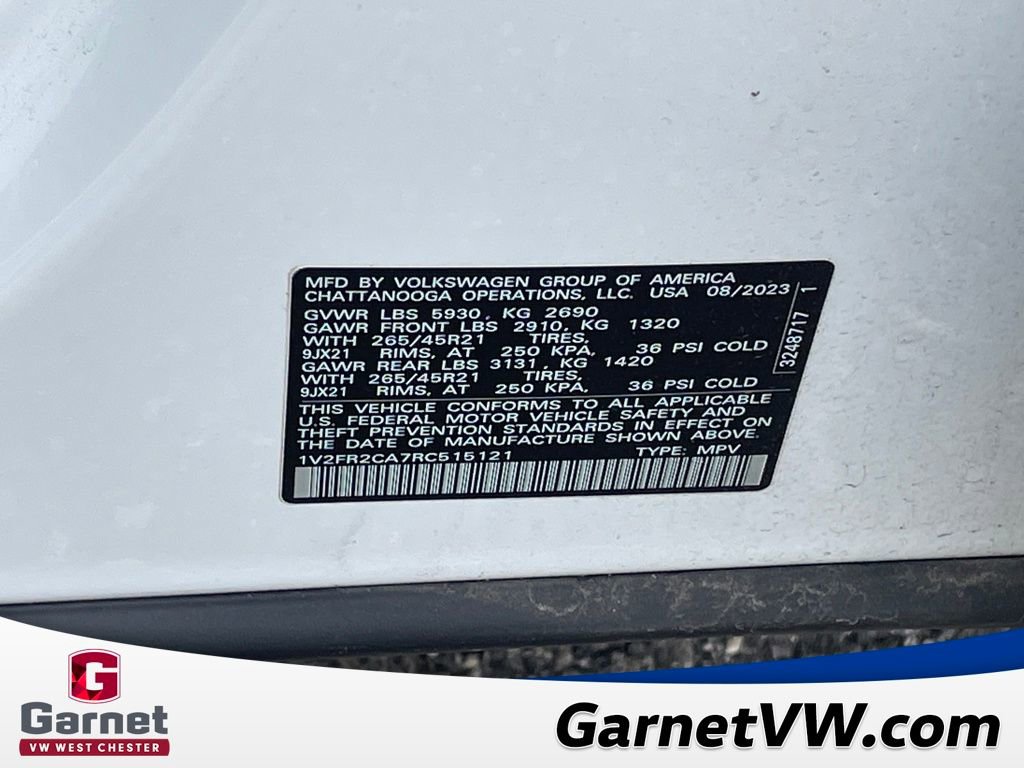 MFD BY VOLKSWAGEN GROUP OF AMERICA
CHATTANOOGA OPERATIONS, LLC. USA 08/2023
GVWR LBS 5930, KG 2690
GAWR FRONT LBS 2910, KG 1320
WITH 265/45R21 TIRES,
9JX21 RIMS, AT 250 KPA, 36 PSI COLD
GAWR REAR LBS 3131, KG 1420
WITH 265/45R21 TIRES,
9JX21 RIMS, AT 250 KPA, 36 PSI COLD
THIS VEHICLE CONFORMS TO ALL APPLICABLE
U.S. FEDERAL MOTOR VEHICLE SAFETY AND
THEFT PREVENTION STANDARDS IN EFFECT ON
THE DATE OF MANUFACTURE SHOWN ABOVE.
1V2FR2CA7RC515121 TYPE: MPV
3248717 1
G
Garnet
VW WEST CHESTER
GarnetVW.com